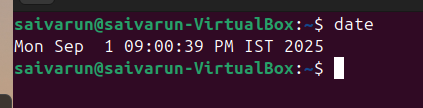 saivarun@saivarun-VirtualBox:~$ date
Mon Sep  1 09:00:39 PM IST 2025
saivarun@saivarun-VirtualBox:~$